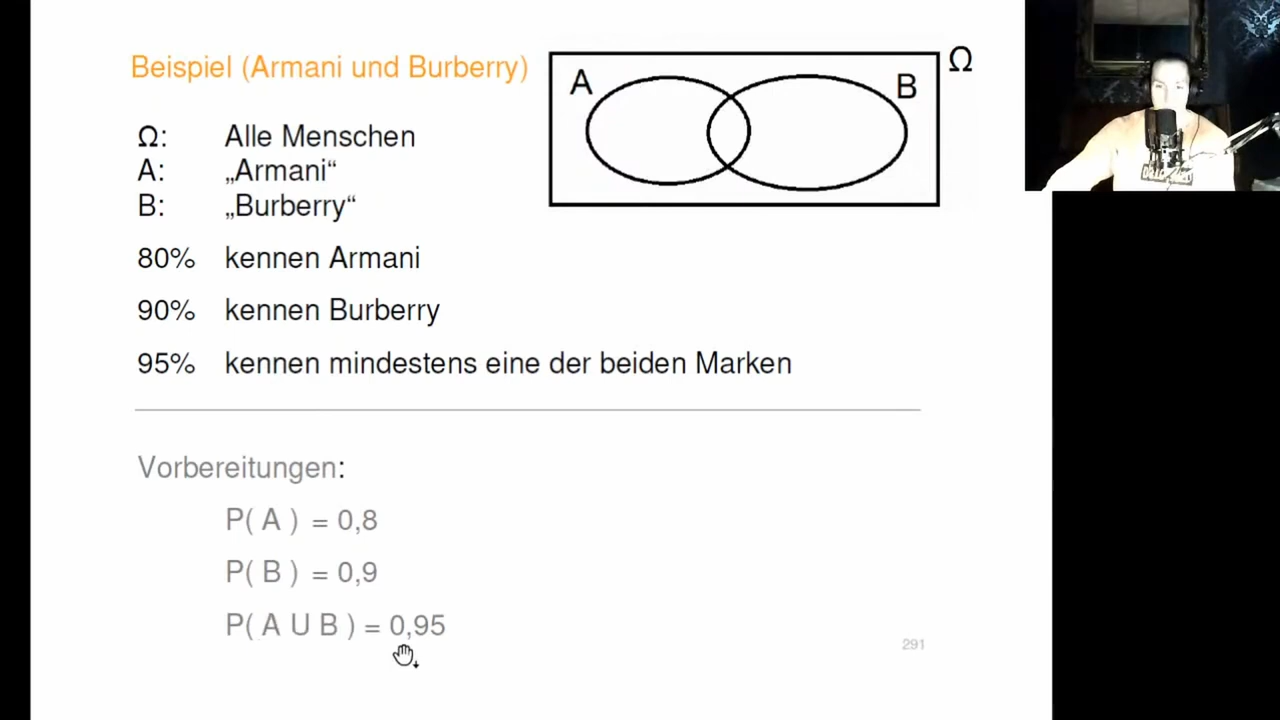 Beispiel (Armani und Burberry)
A
B
Ω
Ω: Alle Menschen
A: „Armani“
B: „Burberry“
80% kennen Armani
90% kennen Burberry
95% kennen mindestens eine der beiden Marken
Vorbereitungen:
P( A ) = 0,8
P( B ) = 0,9
P( A U B ) = 0,95
291